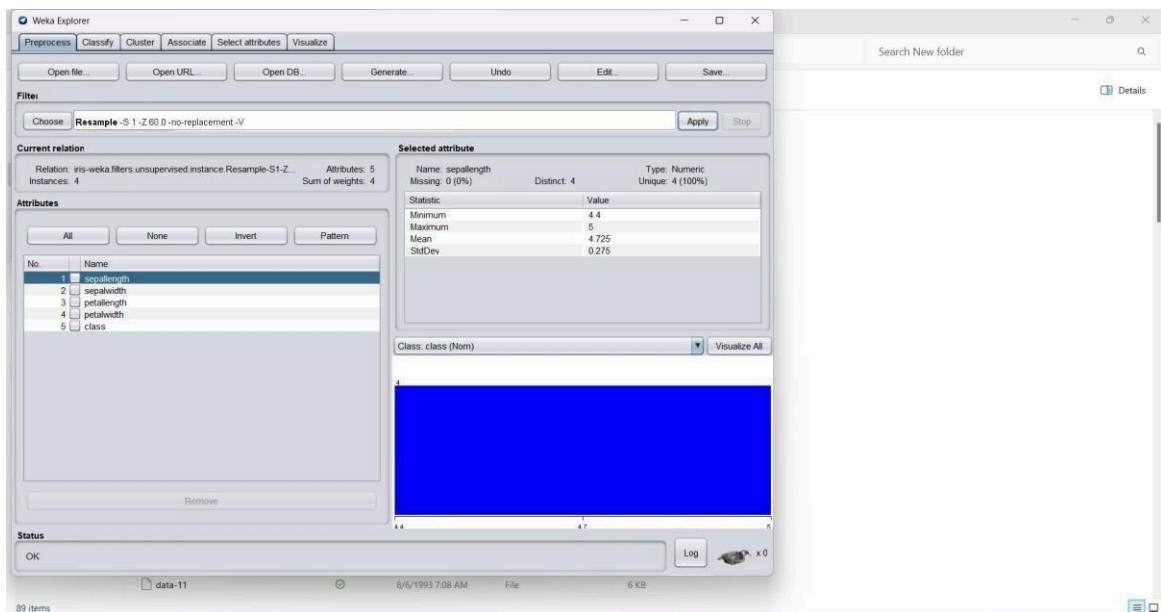 Weka Explorer
Preprocess Classify Cluster Associate Select attributes Visualize
Search New folder
Open file... Open URL... Open DB... Generate... Undo Edit... Save...
Details
Filter
Choose Resample -S 1 -Z 60.0 -no-replacement -V Apply Stop
Current relation
Relation: iris-weka.filters.unsupervised.instance.Resample-S1-Z... Attributes: 5
Instances: 4 Sum of weights: 4
Selected attribute
Name: sepallength Type: Numeric
Missing: 0 (0%) Distinct: 4 Unique: 4 (100%)
Statistic Value
Minimum 4.4
Maximum 5
Mean 4.725
StdDev 0.275
Attributes
All None Invert Pattern
No. Name
1 sepallength
2 sepalwidth
3 petallength
4 petalwidth
5 class
Remove
Class: class (Nom) Visualize All
4
4.4 4.7 5
Status
OK Log x 0
data-11 8/6/1993 7:08 AM File 6 KB
89 items